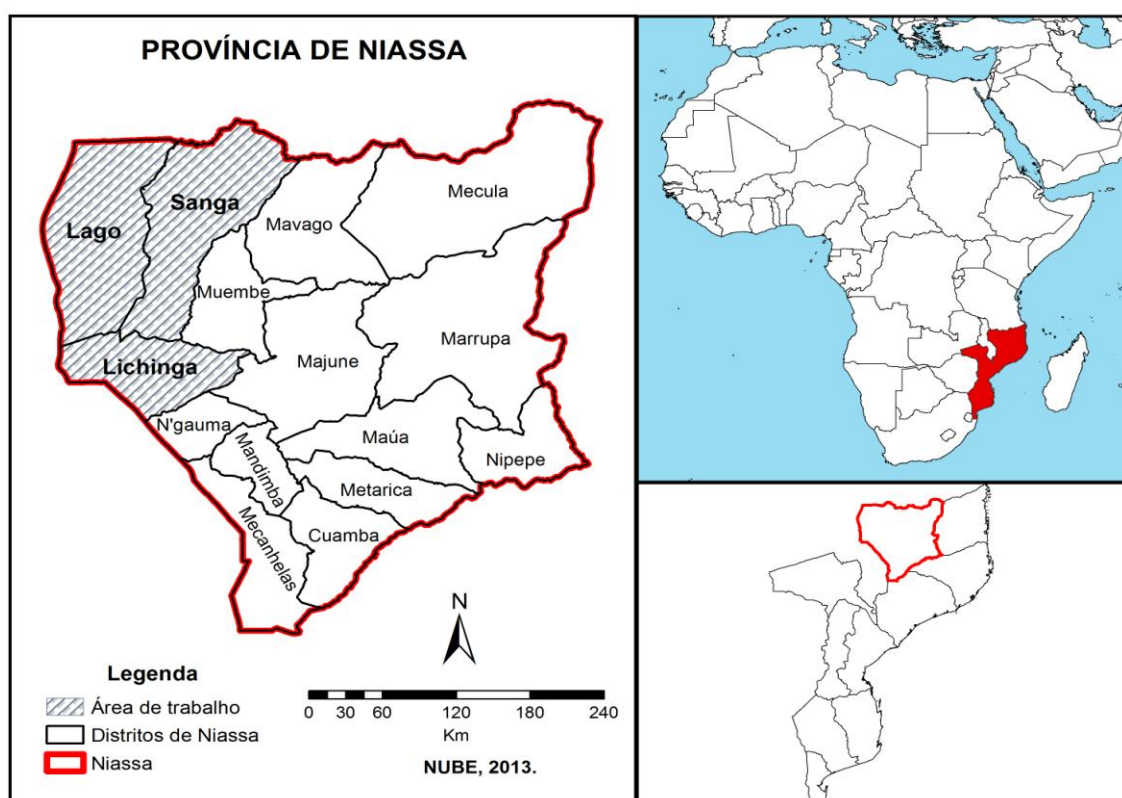 PROVÍNCIA DE NIASSA
Mecula
Sanga
Mavago
Lago
Muembe
Marrupa
Lichinga
Majune
N'gauma
Maúa
Mandimba
Nipepe
Metarica
Mecanhelas
Cuamba
N
Legenda
Área de trabalho
Distritos de Niassa
Niassa
0 30 60 120 180 240
Km
NUBE, 2013.